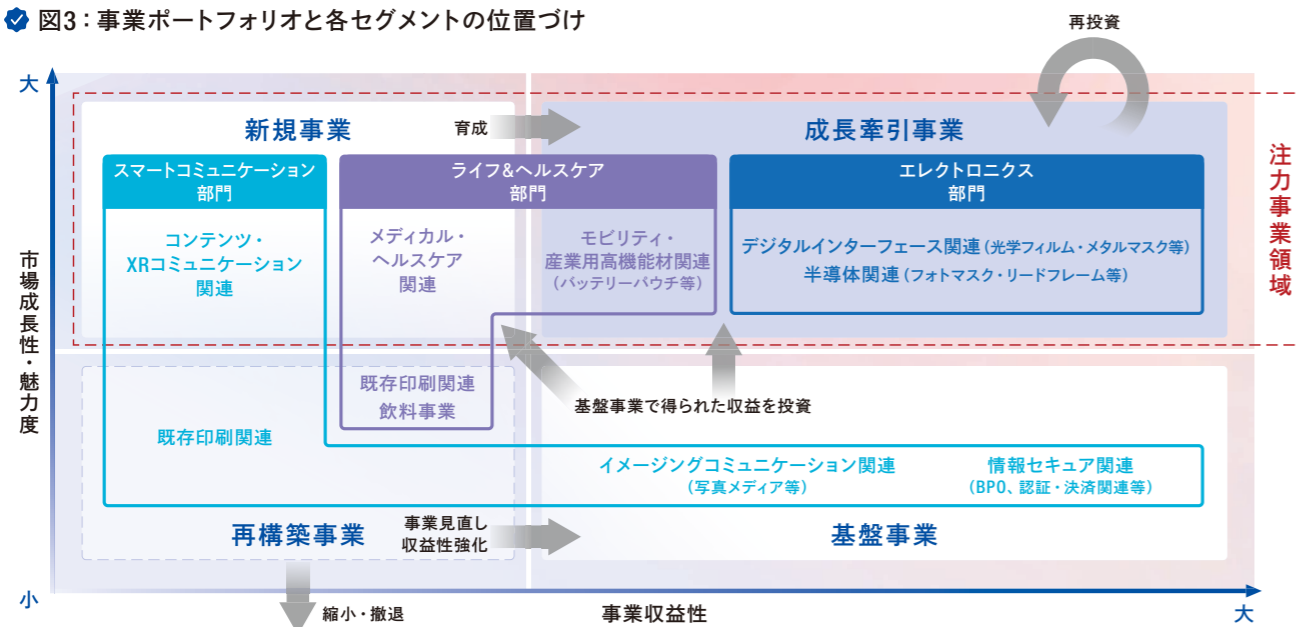 図3:事業ポートフォリオと各セグメントの位置づけ
再投資
大
新規事業
育成
成長牽引事業
スマートコミュニケーション
部門
ライフ&ヘルスケア
部門
エレクトロニクス
部門
注力事業領域
コンテンツ・
XRコミュニケーション
関連
メディカル・
ヘルスケア
関連
モビリティ・
産業用高機能材関連
(バッテリーパウチ等)
デジタルインターフェース関連(光学フィルム・メタルマスク等)
半導体関連(フォトマスク・リードフレーム等)
市場成長性・魅力度
既存印刷関連
飲料事業
基盤事業で得られた収益を投資
既存印刷関連
イメージングコミュニケーション関連
(写真メディア等)
情報セキュア関連
(BPO、認証・決済関連等)
再構築事業
事業見直し
収益性強化
基盤事業
小
縮小・撤退
事業収益性
大